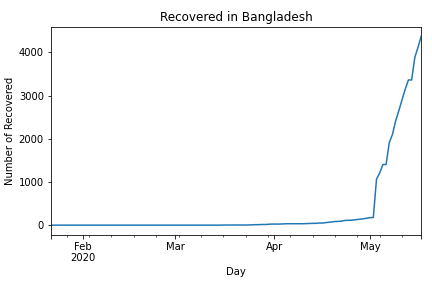 Recovered in Bangladesh
Number of Recovered
4000
3000
2000
1000
0
Feb
2020
Mar
Apr
May
Day